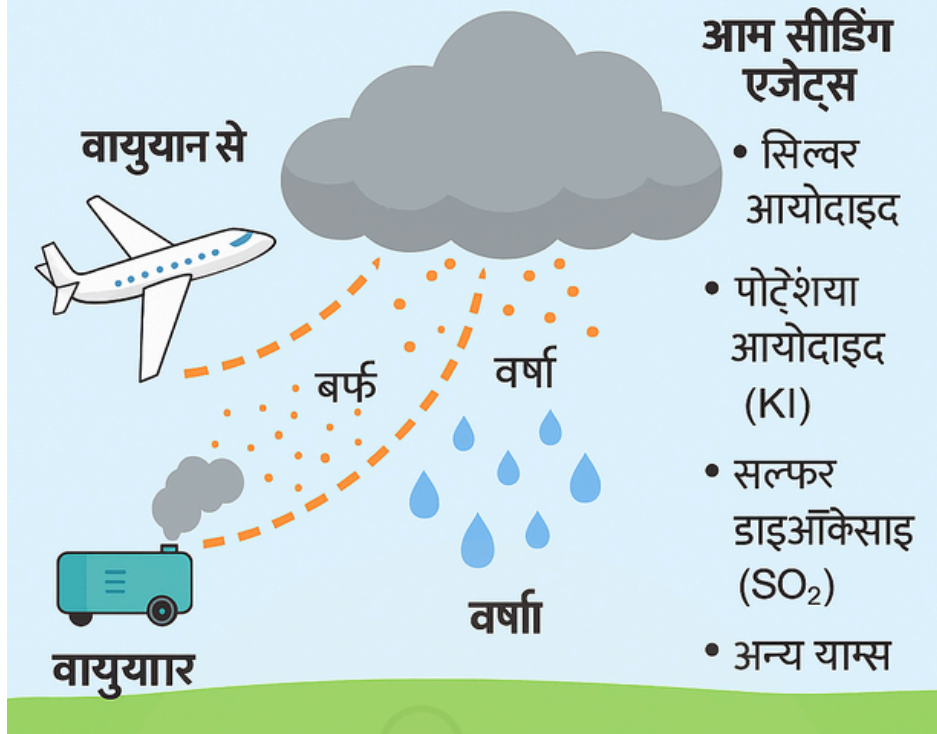 आम सीडिंग
एजेट्स
वायुयान से
• सिल्वर
आयोदाइद
• पोटे्ंशया
आयोदाइद
(KI)
बर्फ
वर्षा
• सल्फर
डाइऑकेसाइ
(SO₂)
वर्षाा
वायुयाार
• अन्य याम्स